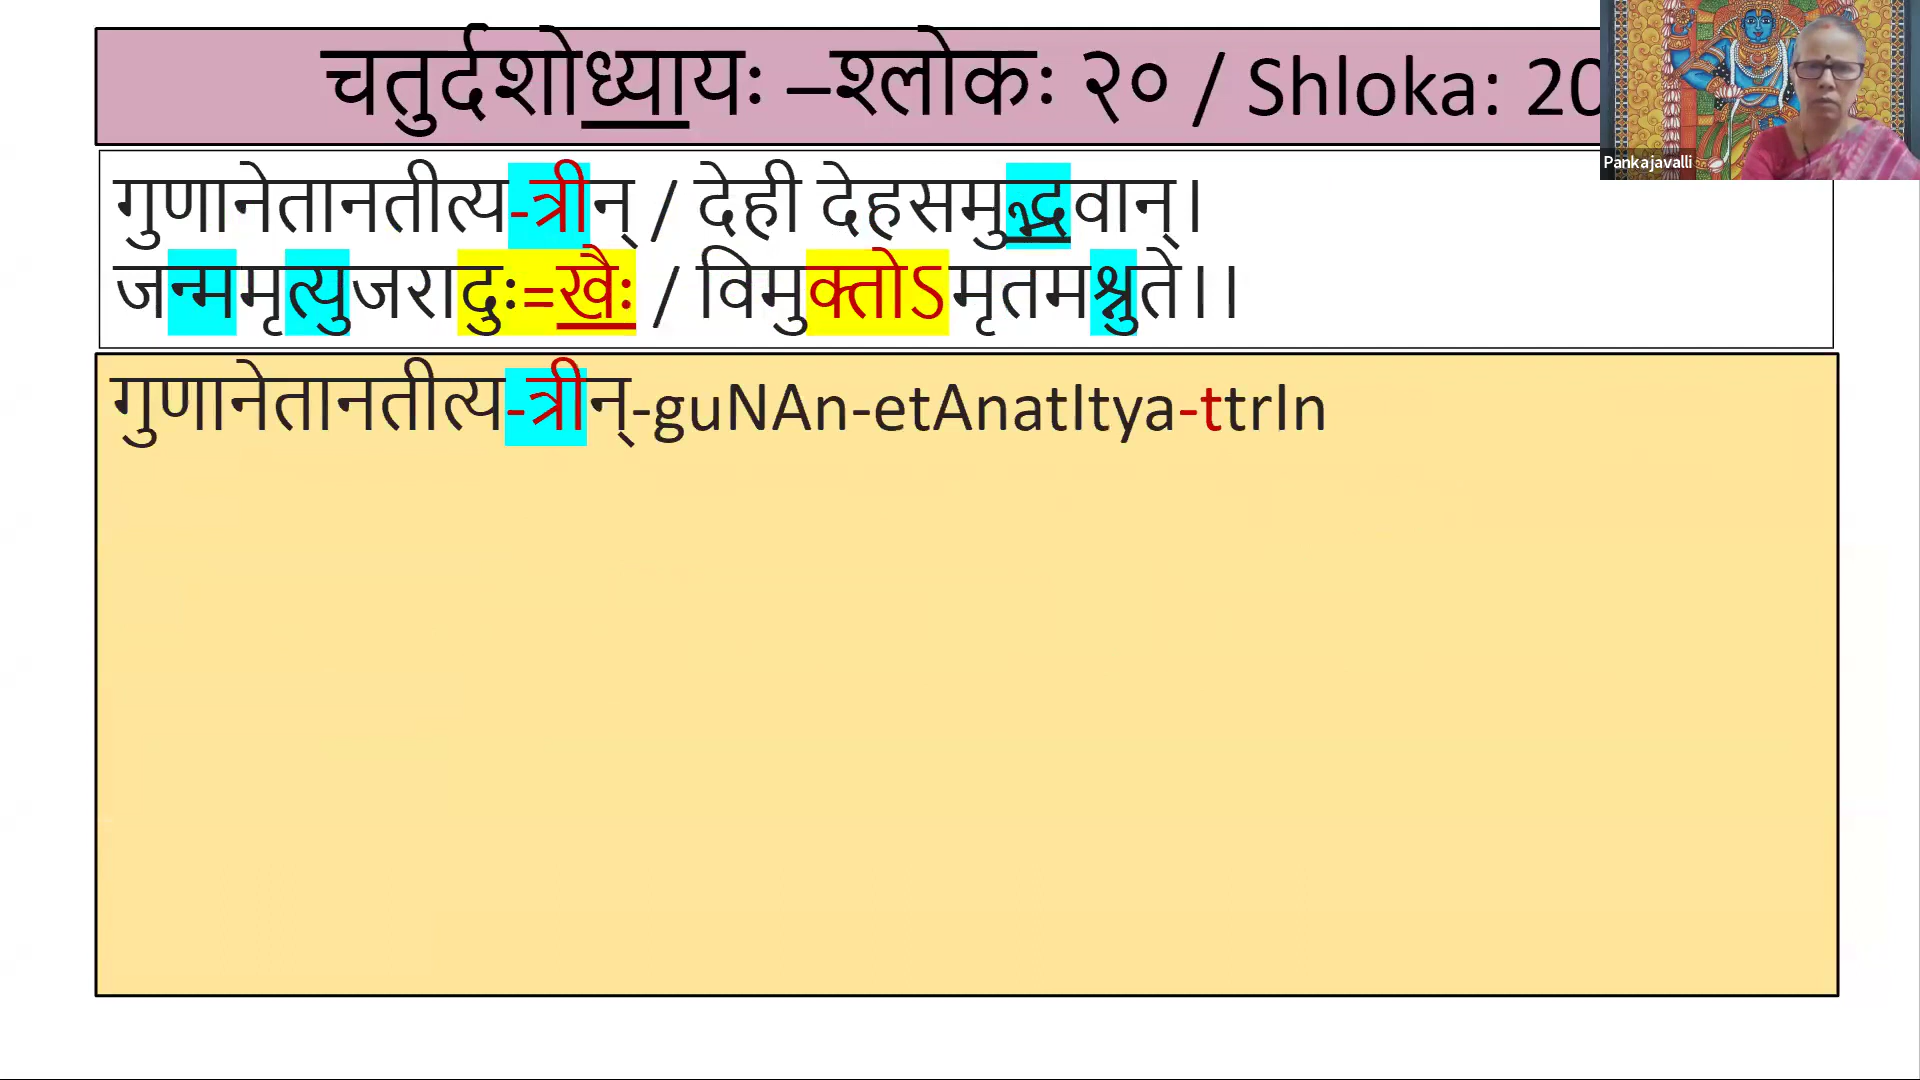 चतुर्दशोध्यायः –श्लोकः २० / Shloka: 20
Pankajavalli
गुणानेतानतीत्य-त्रीन् / देही देहसमुद्भवान्।
जन्ममृत्युजरादुः=खैः / विमुक्तोऽमृतमश्नुते।।
गुणानेतानतीत्य-त्रीन्-guNAn-etAnatItya-ttrIn